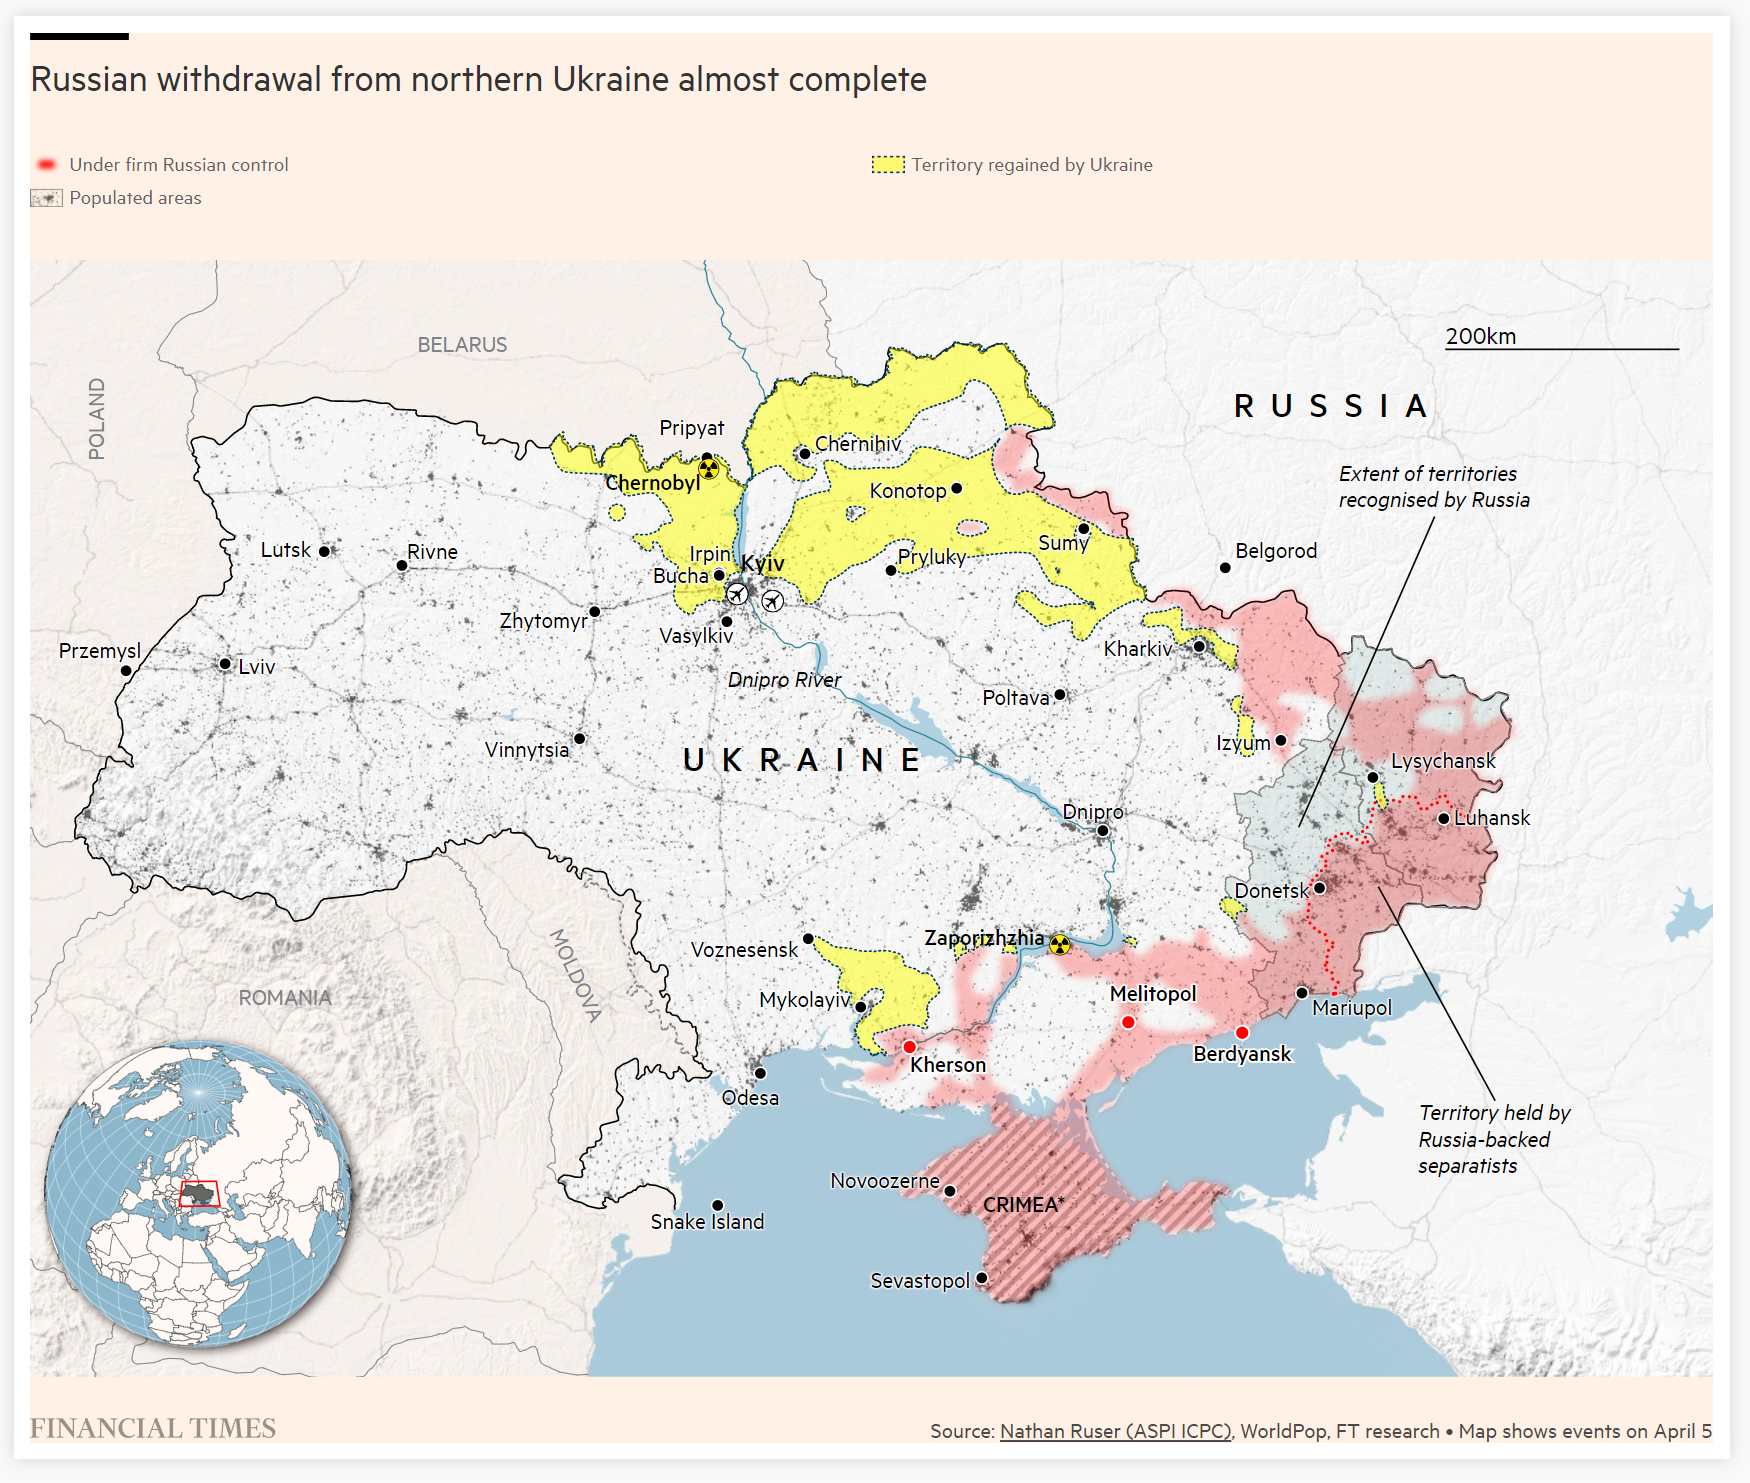 Russian withdrawal from northern Ukraine almost complete
Under firm Russian control
Territory regained by Ukraine
Populated areas
200km
BELARUS
RUSSIA
POLAND
Pripyat
Chernihiv
Extent of territories
recognised by Russia
Chernobyl
Konotop
Sumy
Lutsk
Rivne
Irpin
Kyiv
Pryluky
Belgorod
Bucha
Zhytomyr
Vasylkiv
Kharkiv
Przemysl
Lviv
Dnipro River
Poltava
Vinnytsia
UKRAINE
Izyum
Lysychansk
Dnipro
Luhansk
Donetsk
Voznesensk
Zaporizhzhia
MOLDOVA
ROMANIA
Mykolayiv
Melitopol
Mariupol
Kherson
Berdyansk
Odesa
Territory held by
Russia-backed
separatists
Novoozerne
CRIMEA*
Snake Island
Sevastopol
FINANCIAL TIMES
Source: Nathan Ruser (ASPI ICPC), WorldPop, FT research • Map shows events on April 5